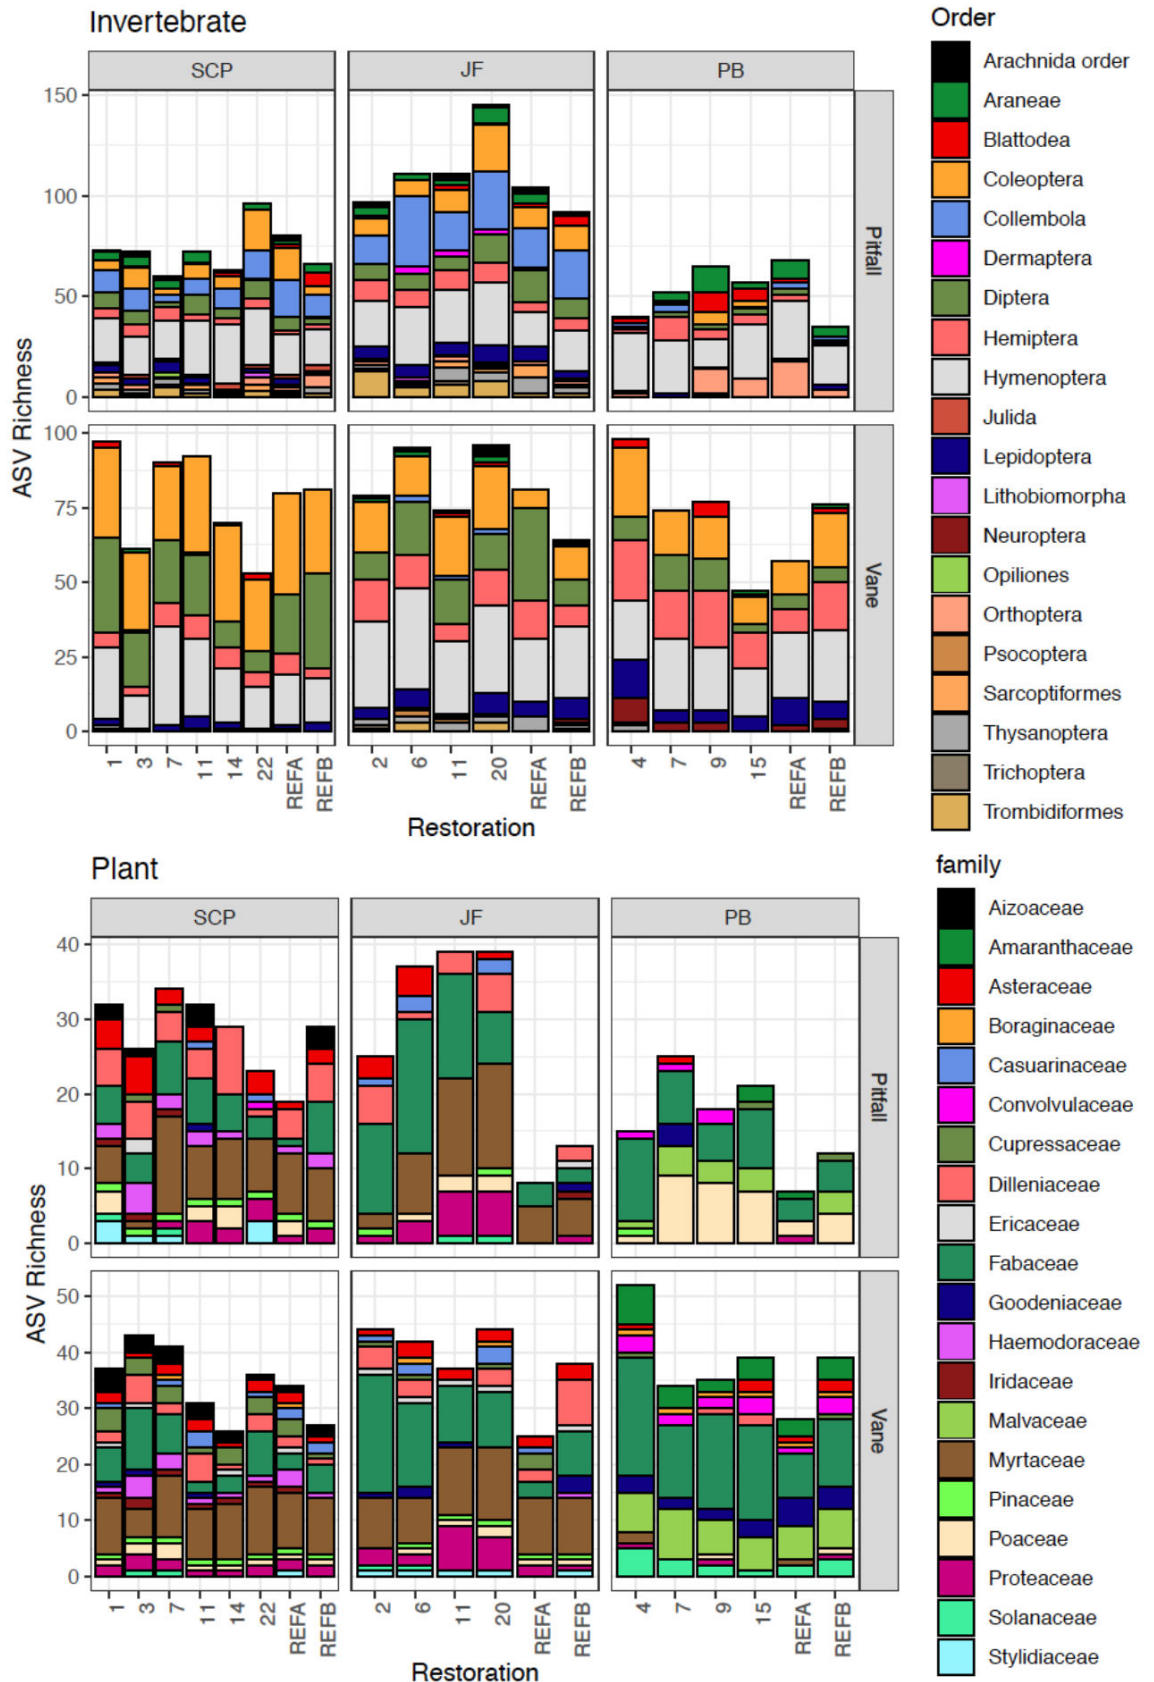 Invertebrate
SCP
JF
PB
150
100
50
0
Pitfall
100
75
50
25
0
Vane
ASV Richness
1 3 7 11 14 22 REFA REFB
2 6 11 20 REFA REFB
4 7 9 15 REFA REFB
Restoration
Order
Arachnida order
Araneae
Blattodea
Coleoptera
Collembola
Dermaptera
Diptera
Hemiptera
Hymenoptera
Julida
Lepidoptera
Lithobiomorpha
Neuroptera
Opiliones
Orthoptera
Psocoptera
Sarcoptiformes
Thysanoptera
Trichoptera
Trombidiformes
Plant
SCP
JF
PB
40
30
20
10
0
Pitfall
50
40
30
20
10
0
Vane
ASV Richness
1 3 7 11 14 22 REFA REFB
2 6 11 20 REFA REFB
4 7 9 15 REFA REFB
Restoration
family
Aizoaceae
Amaranthaceae
Asteraceae
Boraginaceae
Casuarinaceae
Convolvulaceae
Cupressaceae
Dilleniaceae
Ericaceae
Fabaceae
Goodeniaceae
Haemodoraceae
Iridaceae
Malvaceae
Myrtaceae
Pinaceae
Poaceae
Proteaceae
Solanaceae
Stylidiaceae